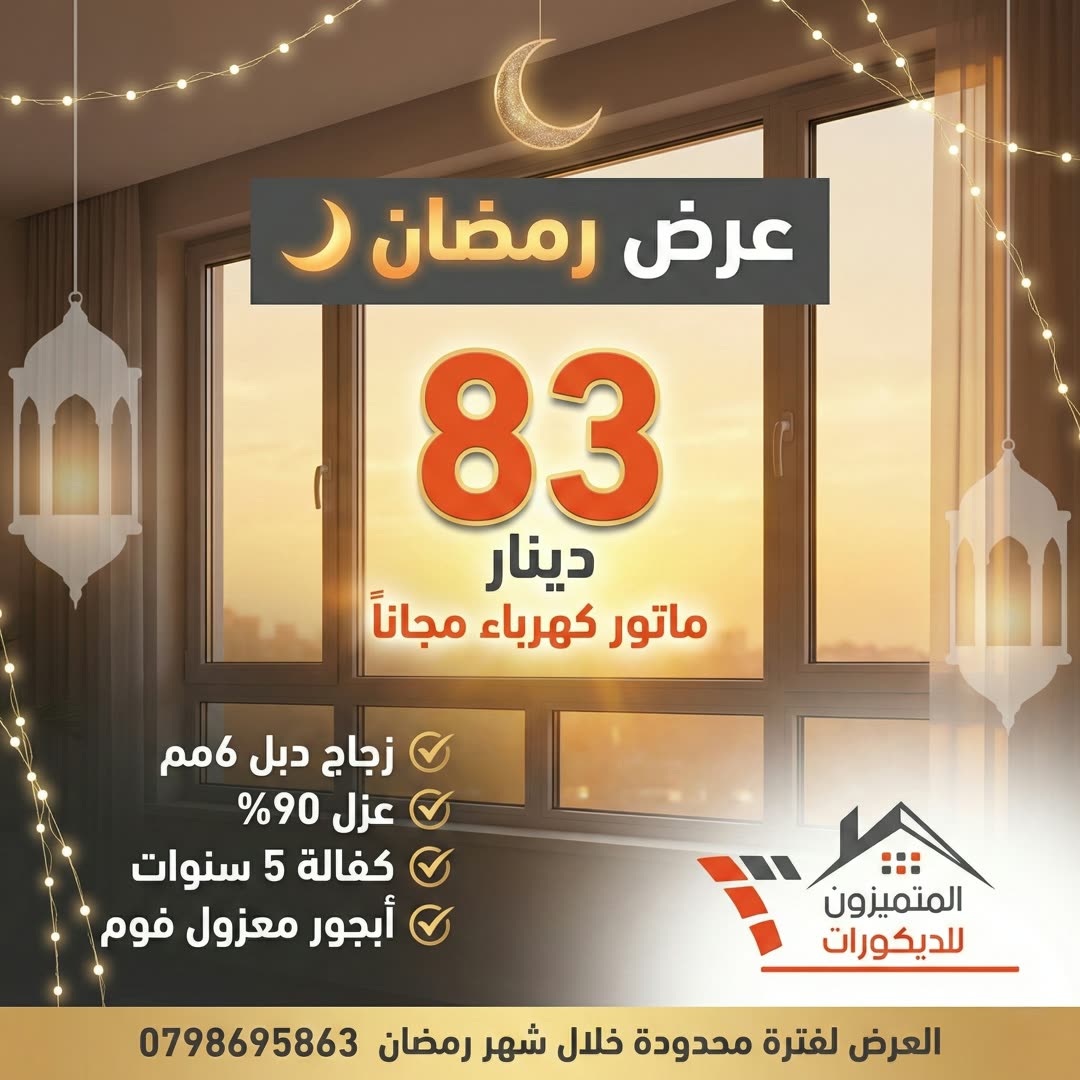 عرض رمضان
83
دينار
ماتور كهرباء مجاناً
زجاج دبل 6مم
عزل 90%
كفالة 5 سنوات
أبجور معزول فوم
المتميزون
للديكورات
العرض لفترة محدودة خلال شهر رمضان 0798695863